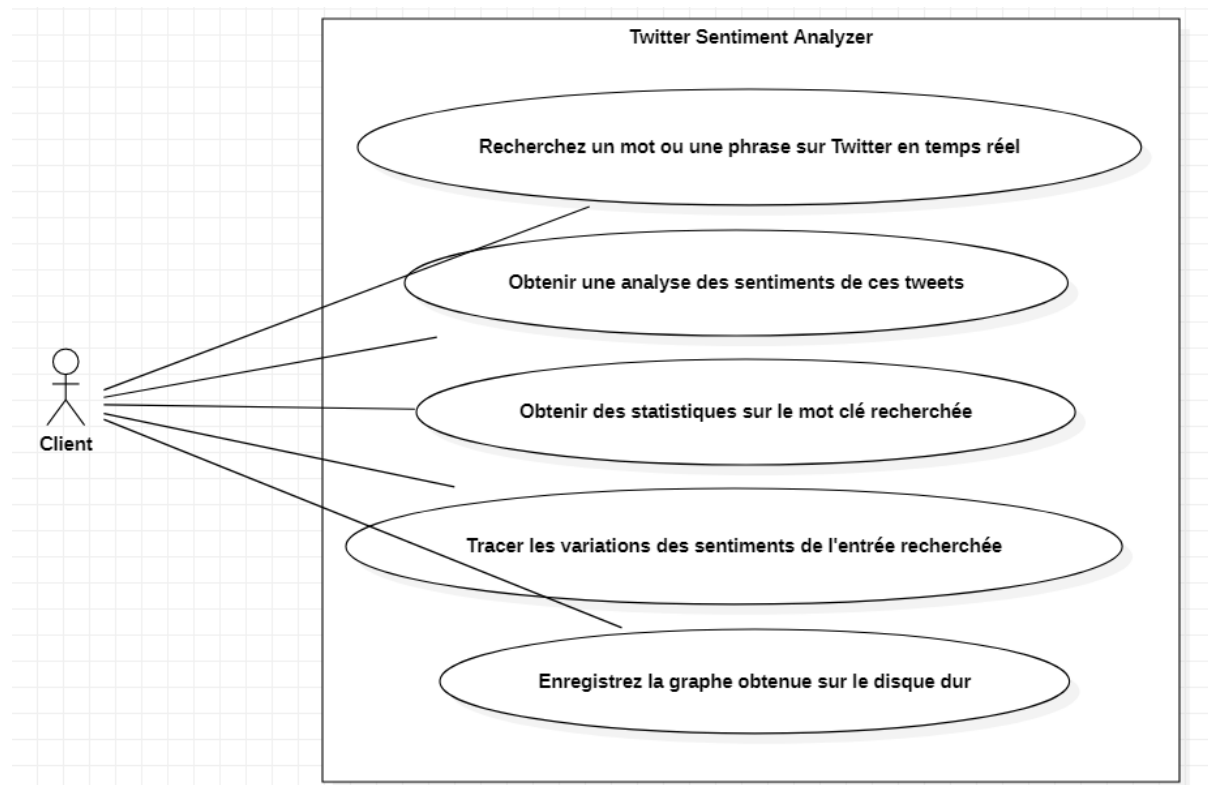 Twitter Sentiment Analyzer
Recherchez un mot ou une phrase sur Twitter en temps réel
Obtenir une analyse des sentiments de ces tweets
Obtenir des statistiques sur le mot clé recherchée
Client
Tracer les variations des sentiments de l'entrée recherchée
Enregistrez la graphe obtenue sur le disque dur